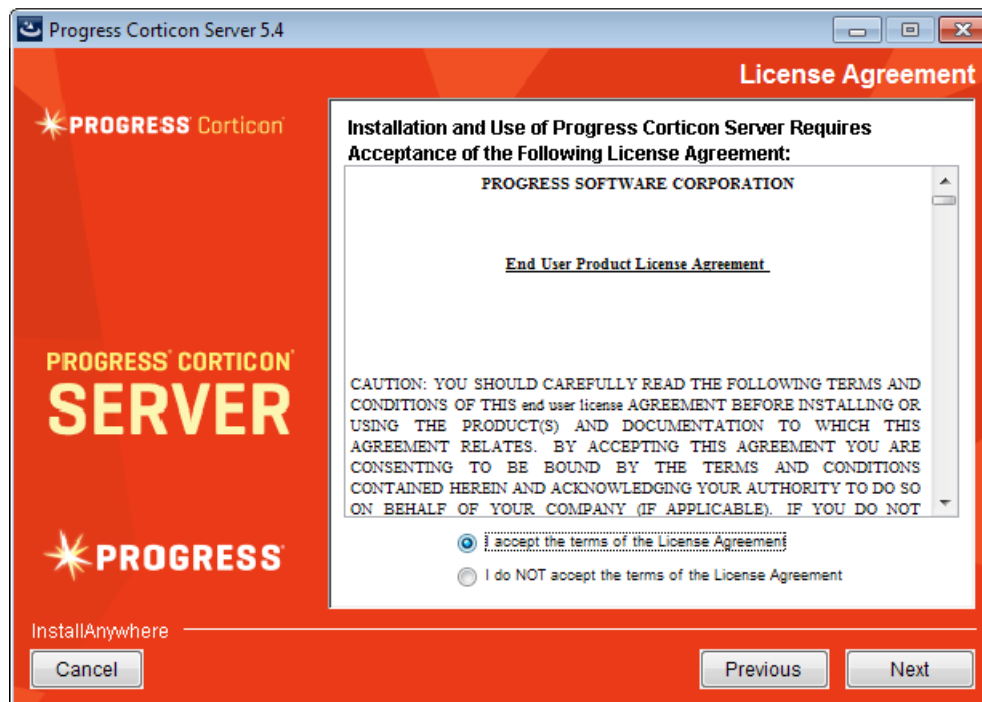 Progress Corticon Server 5.4
License Agreement
PROGRESS Corticon
Installation and Use of Progress Corticon Server Requires
Acceptance of the Following License Agreement:
PROGRESS SOFTWARE CORPORATION
End User Product License Agreement
PROGRESS CORTICON
SERVER
CAUTION: YOU SHOULD CAREFULLY READ THE FOLLOWING TERMS AND
CONDITIONS OF THIS end user license AGREEMENT BEFORE INSTALLING OR
USING THE PRODUCT(S) AND DOCUMENTATION TO WHICH THIS
AGREEMENT RELATES. BY ACCEPTING THIS AGREEMENT YOU ARE
CONSENTING TO BE BOUND BY THE TERMS AND CONDITIONS
CONTAINED HEREIN AND ACKNOWLEDGING YOUR AUTHORITY TO DO SO
ON BEHALF OF YOUR COMPANY (IF APPLICABLE). IF YOU DO NOT
PROGRESS
I accept the terms of the License Agreement
I do NOT accept the terms of the License Agreement
InstallAnywhere
Cancel
Previous
Next